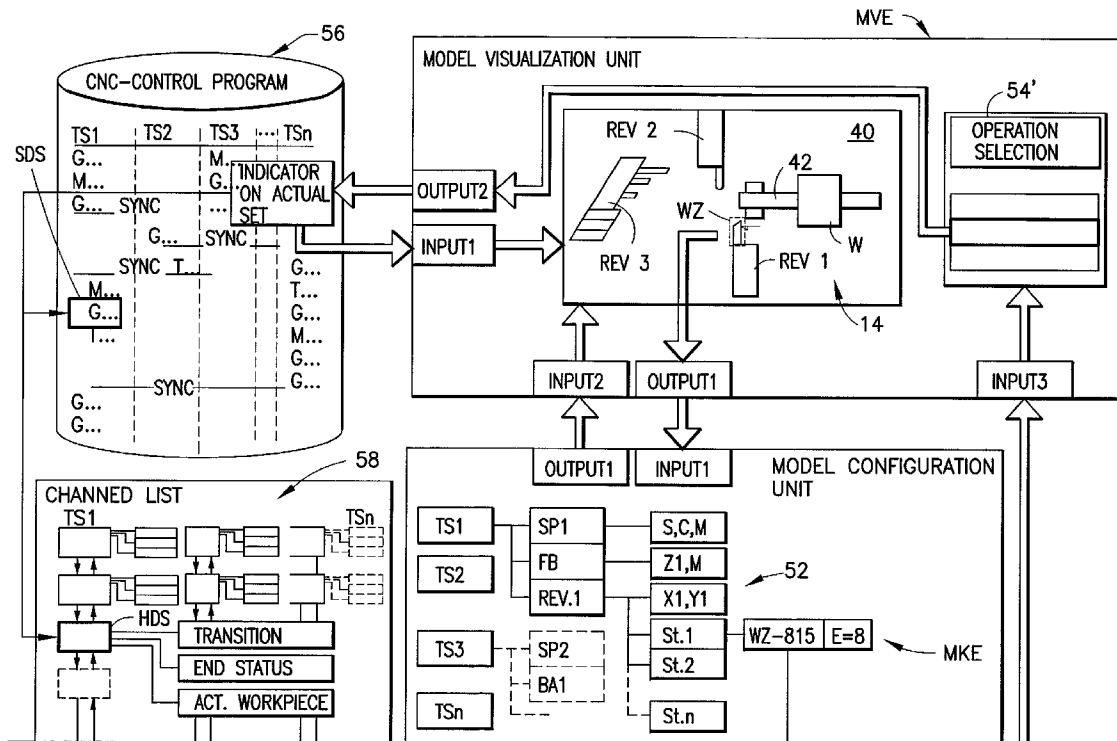 MVE
56
CNC-CONTROL PROGRAM
MODEL VISUALIZATION UNIT
54'
OPERATION
SELECTION
TS1 TS2 TS3 ... TSn
SDS
G... M...
M... G...
G... SYNC ...
INDICATOR
ON ACTUAL
SET
G... SYNC
SYNC T... G...
M... T...
G... G...
T... M...
G...
SYNC G...
G...
G...
OUTPUT2
INPUT1
REV 2
40
42
WZ
W
REV 3
REV 1
14
INPUT2
OUTPUT1
INPUT3
OUTPUT1
INPUT1
MODEL CONFIGURATION
UNIT
58
CHANNED LIST
TS1 TSn
HDS
TRANSITION
END STATUS
ACT. WORKPIECE
TS1 SP1 S,C,M
TS2 FB Z1,M
REV.1 X1,Y1
52
St.1 WZ-815 E=8
TS3 SP2 St.2
MKE
BA1
TSn St.n